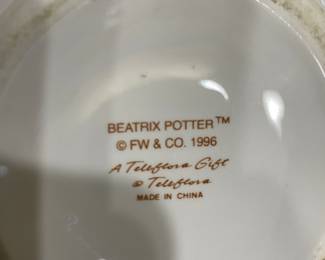 BEATRIX POTTER™
© FW & CO. 1996
A Teleflora Gift
® Teleflora
MADE IN CHINA